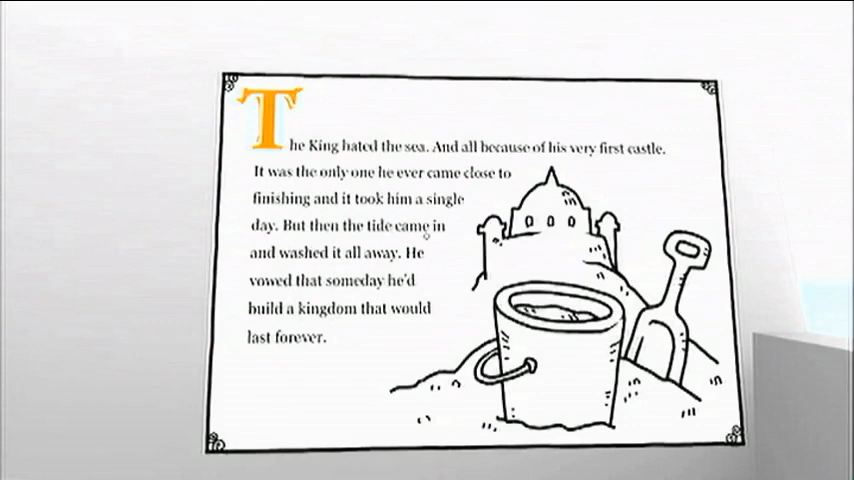 The King hated the sea. And all because of his very first castle.
It was the only one he ever came close to
finishing and it took him a single
day. But then the tide came in
and washed it all away. He
vowed that someday he'd
build a kingdom that would
last forever.